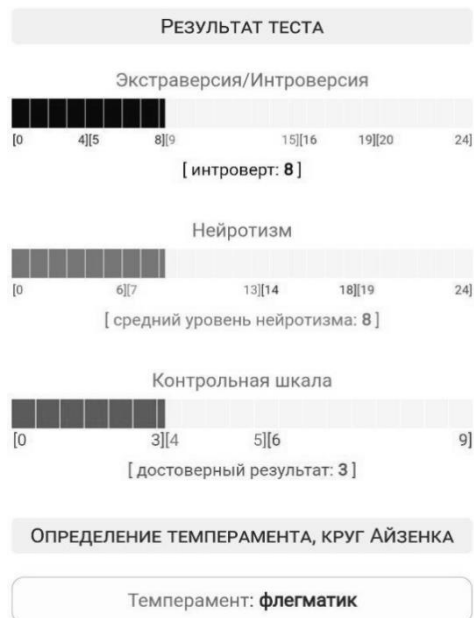 РЕЗУЛЬТАТ ТЕСТА
Экстраверсия/Интроверсия
[0 4][5 8][9 15][16 19][20 24]
[ интроверт: 8 ]
Нейротизм
[0 6][7 13][14 18][19 24]
[ средний уровень нейротизма: 8 ]
Контрольная шкала
[0 3][4 5][6 9]
[ достоверный результат: 3 ]
ОПРЕДЕЛЕНИЕ ТЕМПЕРАМЕНТА, КРУГ АЙЗЕНКА
Темперамент: флегматик